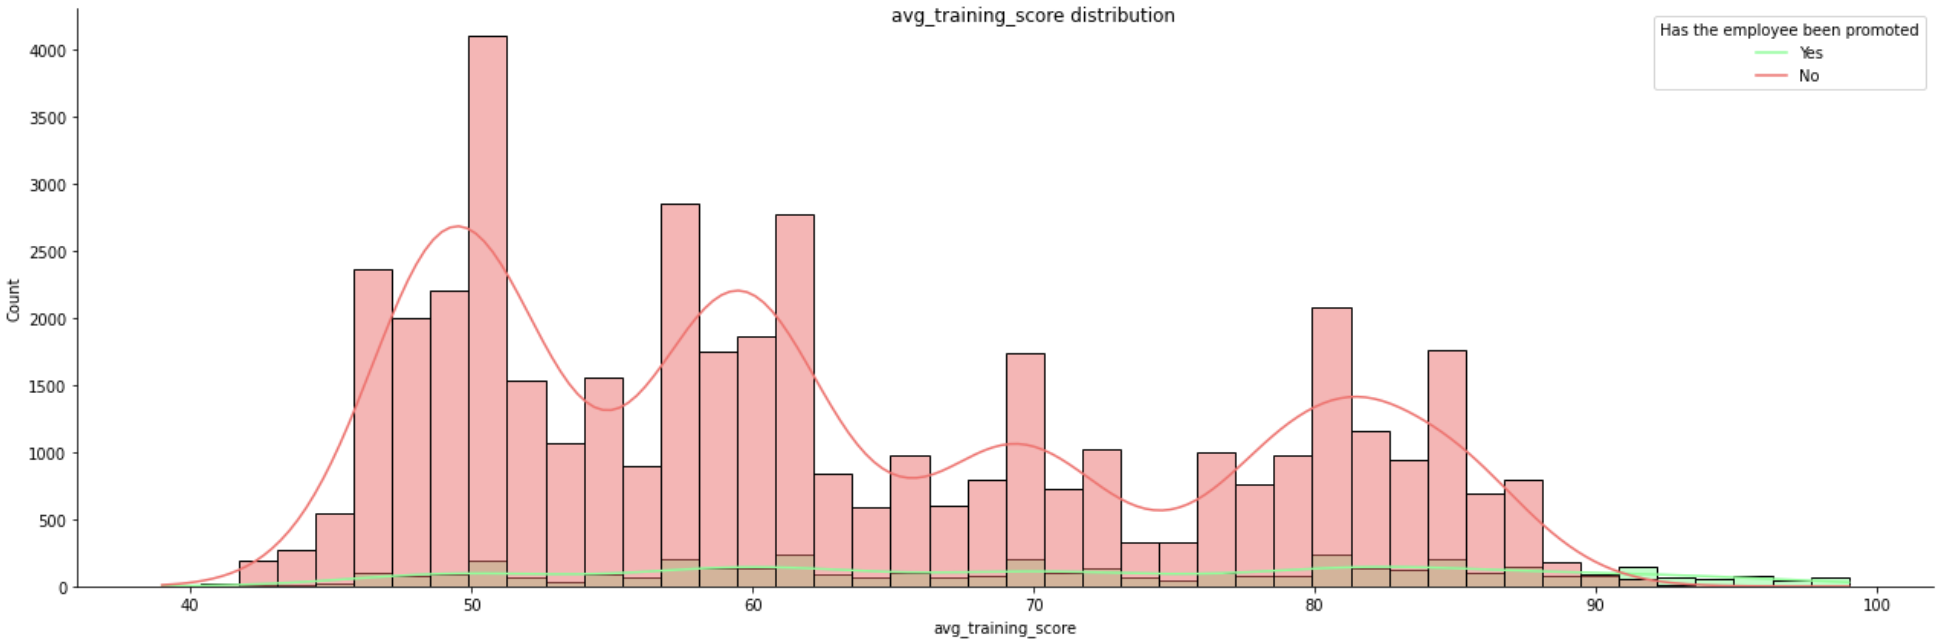 avg_training_score distribution
Has the employee been promoted
Yes
No
Count
4000
3500
3000
2500
2000
1500
1000
500
0
40 50 60 70 80 90 100
avg_training_score